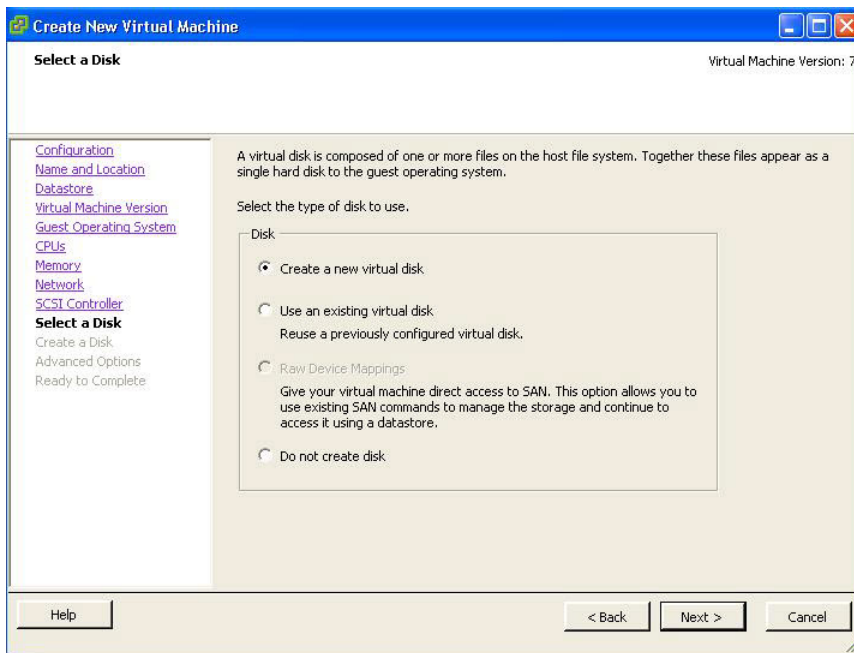 Create New Virtual Machine
Select a Disk
Virtual Machine Version: 7
Configuration
Name and Location
Datastore
Virtual Machine Version
Guest Operating System
CPUs
Memory
Network
SCSI Controller
Select a Disk
Create a Disk
Advanced Options
Ready to Complete
A virtual disk is composed of one or more files on the host file system. Together these files appear as a
single hard disk to the guest operating system.
Select the type of disk to use.
Disk
Create a new virtual disk
Use an existing virtual disk
Reuse a previously configured virtual disk.
Raw Device Mappings
Give your virtual machine direct access to SAN. This option allows you to
use existing SAN commands to manage the storage and continue to
access it using a datastore.
Do not create disk
Help
< Back
Next >
Cancel